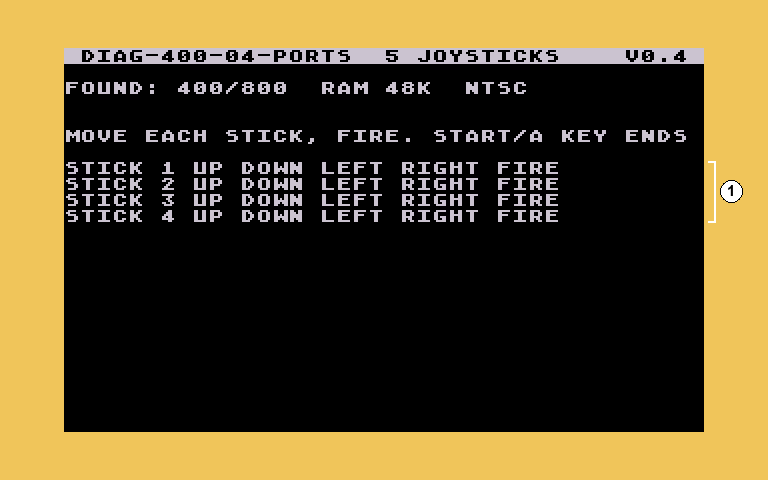 DIAG-400-04-PORTS 5 JOYSTICKS V0.4
FOUND: 400/800 RAM 48K NTSC
MOVE EACH STICK, FIRE. START/A KEY ENDS
STICK 1 UP DOWN LEFT RIGHT FIRE
STICK 2 UP DOWN LEFT RIGHT FIRE
STICK 3 UP DOWN LEFT RIGHT FIRE
STICK 4 UP DOWN LEFT RIGHT FIRE
1